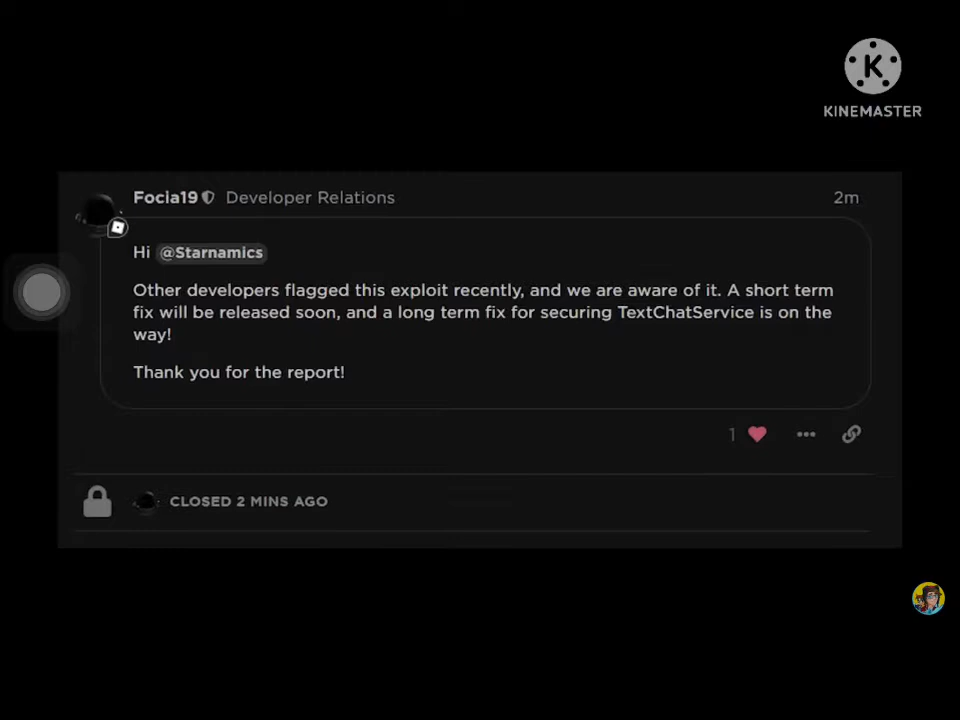 K
KINEMASTER
Focia19 Developer Relations 2m
Hi @Starnamics
Other developers flagged this exploit recently, and we are aware of it. A short term
fix will be released soon, and a long term fix for securing TextChatService is on the
way!
Thank you for the report!
1
CLOSED 2 MINS AGO